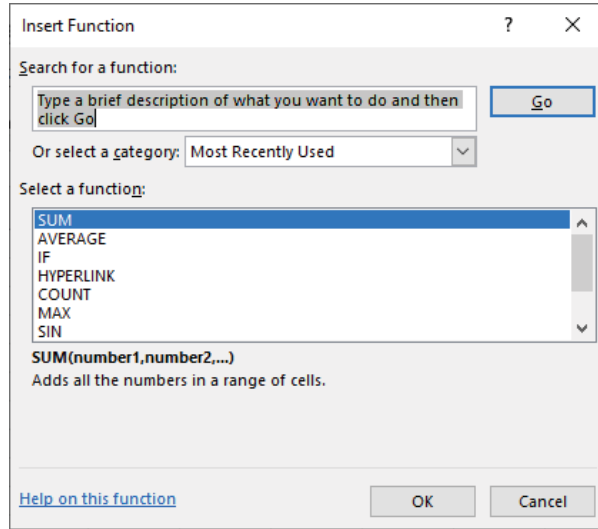 Insert Function ? ×
Search for a function:
Type a brief description of what you want to do and then
click Go
Go
Or select a category: Most Recently Used
Select a function:
SUM
AVERAGE
IF
HYPERLINK
COUNT
MAX
SIN
SUM(number1,number2,...)
Adds all the numbers in a range of cells.
Help on this function
OK
Cancel